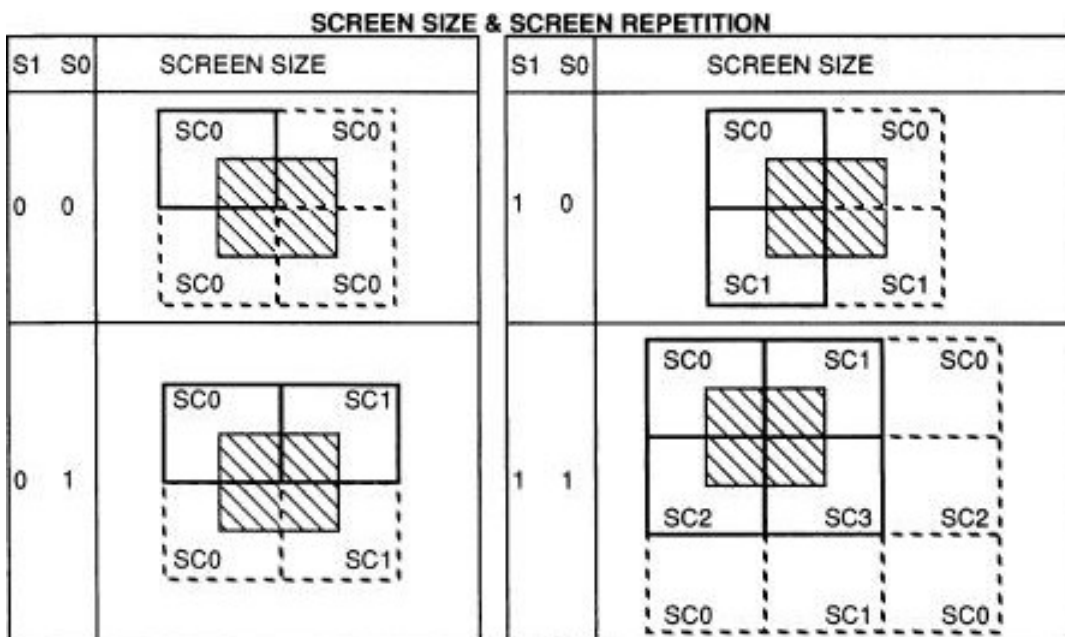 SCREEN SIZE & SCREEN REPETITION
S1 S0 SCREEN SIZE
0 0
SC0 SC0
SC0 SC0
0 1
SC0 SC1
SC0 SC1
S1 S0 SCREEN SIZE
1 0
SC0 SC0
SC1 SC1
1 1
SC0 SC1 SC0
SC2 SC3 SC2
SC0 SC1 SC0